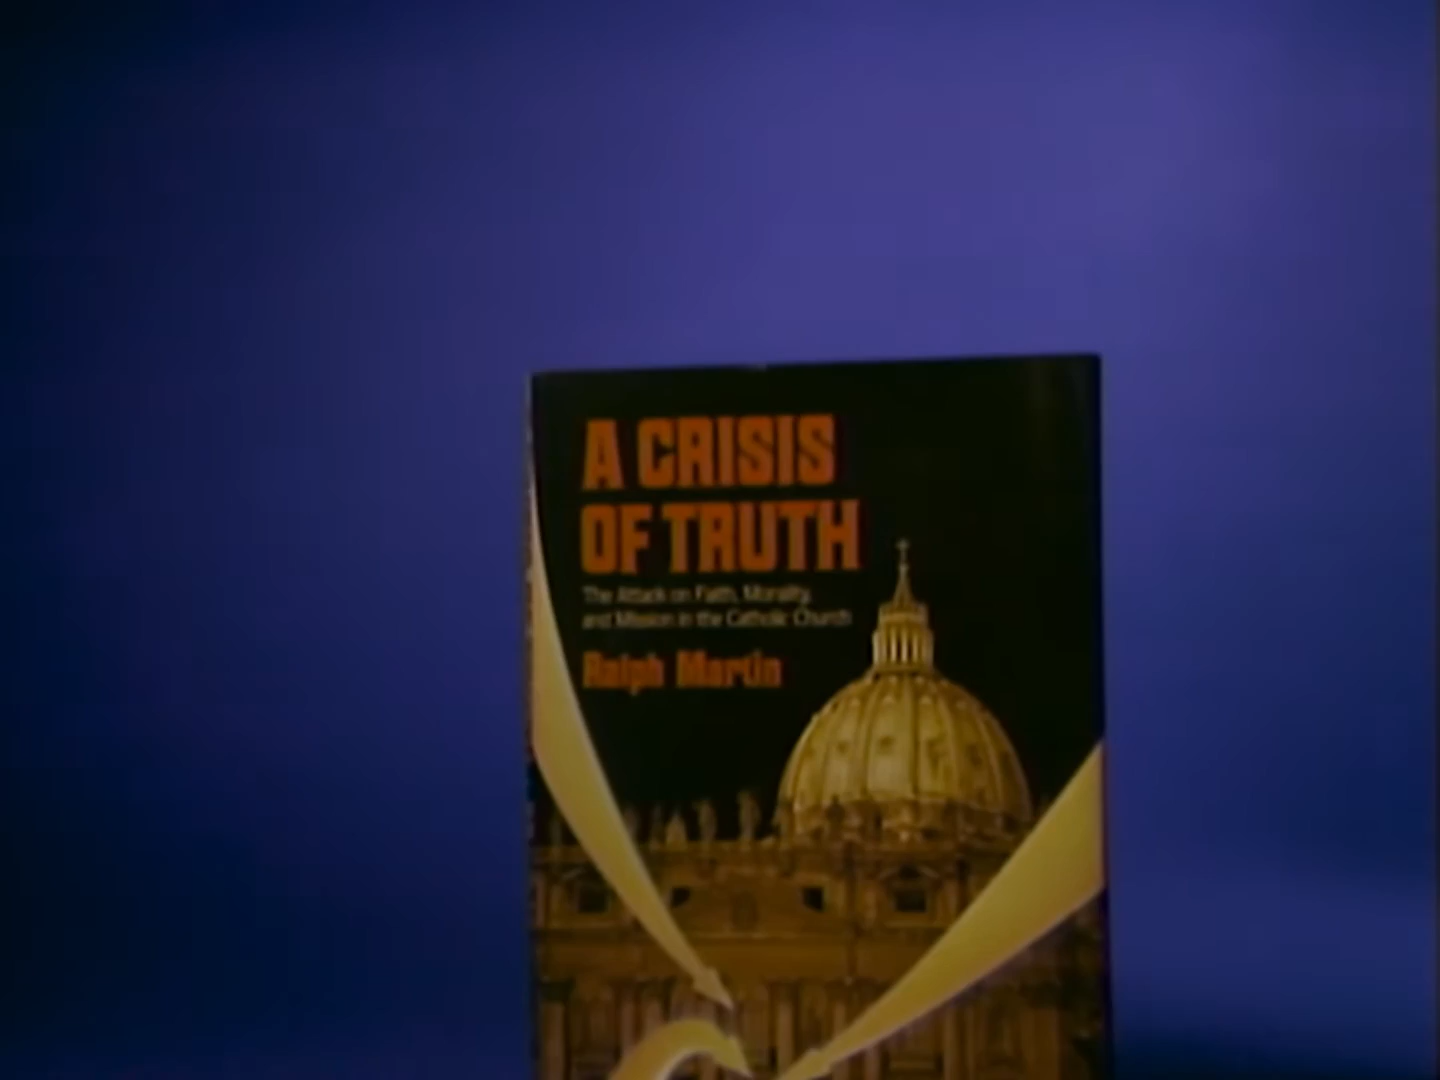 A CRISIS
OF TRUTH
The Attack on Faith, Morality,
and Mission in the Catholic Church
Ralph Martin